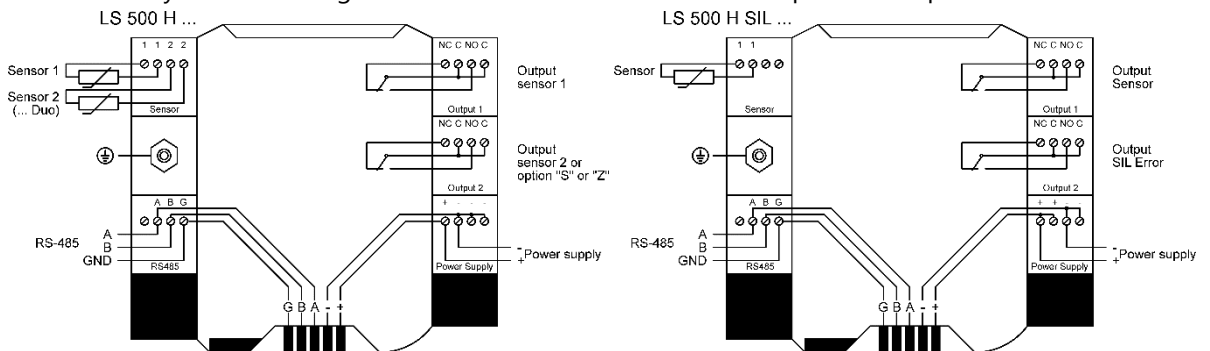 LS 500 H ...
1 1 2 2
Sensor 1
Sensor 2
(... Duo)
Sensor
A B G
A
B
GND
RS-485
RS485
NC C NO C
Output 1
Output
sensor 1
NC C NO C
Output 2
Output
sensor 2 or
option "S" or "Z"
+ - - -
Power Supply
-
+
Power supply
G B A - +
LS 500 H SIL ...
1 1
Sensor
Sensor
A B G
A
B
GND
RS-485
RS485
NC C NO C
Output 1
Output
Sensor
NC C NO C
Output 2
Output
SIL Error
+ + - -
Power Supply
-
+
Power supply
G B A - +